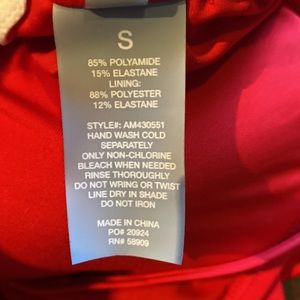 S
85% POLYAMIDE
15% ELASTANE
LINING:
88% POLYESTER
12% ELASTANE
STYLE#: AM430551
HAND WASH COLD
SEPARATELY
ONLY NON-CHLORINE
BLEACH WHEN NEEDED
RINSE THOROUGHLY
DO NOT WRING OR TWIST
LINE DRY IN SHADE
DO NOT IRON
MADE IN CHINA
PO# 20924
RN# 58909